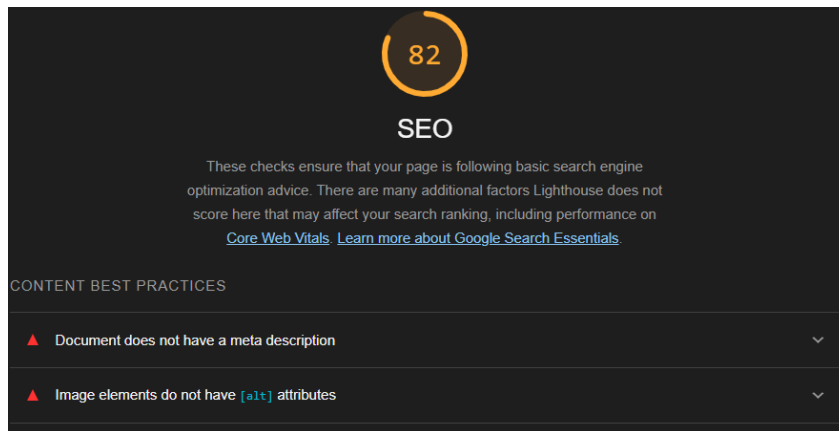 82
SEO
These checks ensure that your page is following basic search engine
optimization advice. There are many additional factors Lighthouse does not
score here that may affect your search ranking, including performance on
Core Web Vitals. Learn more about Google Search Essentials.
CONTENT BEST PRACTICES
Document does not have a meta description
Image elements do not have [alt] attributes